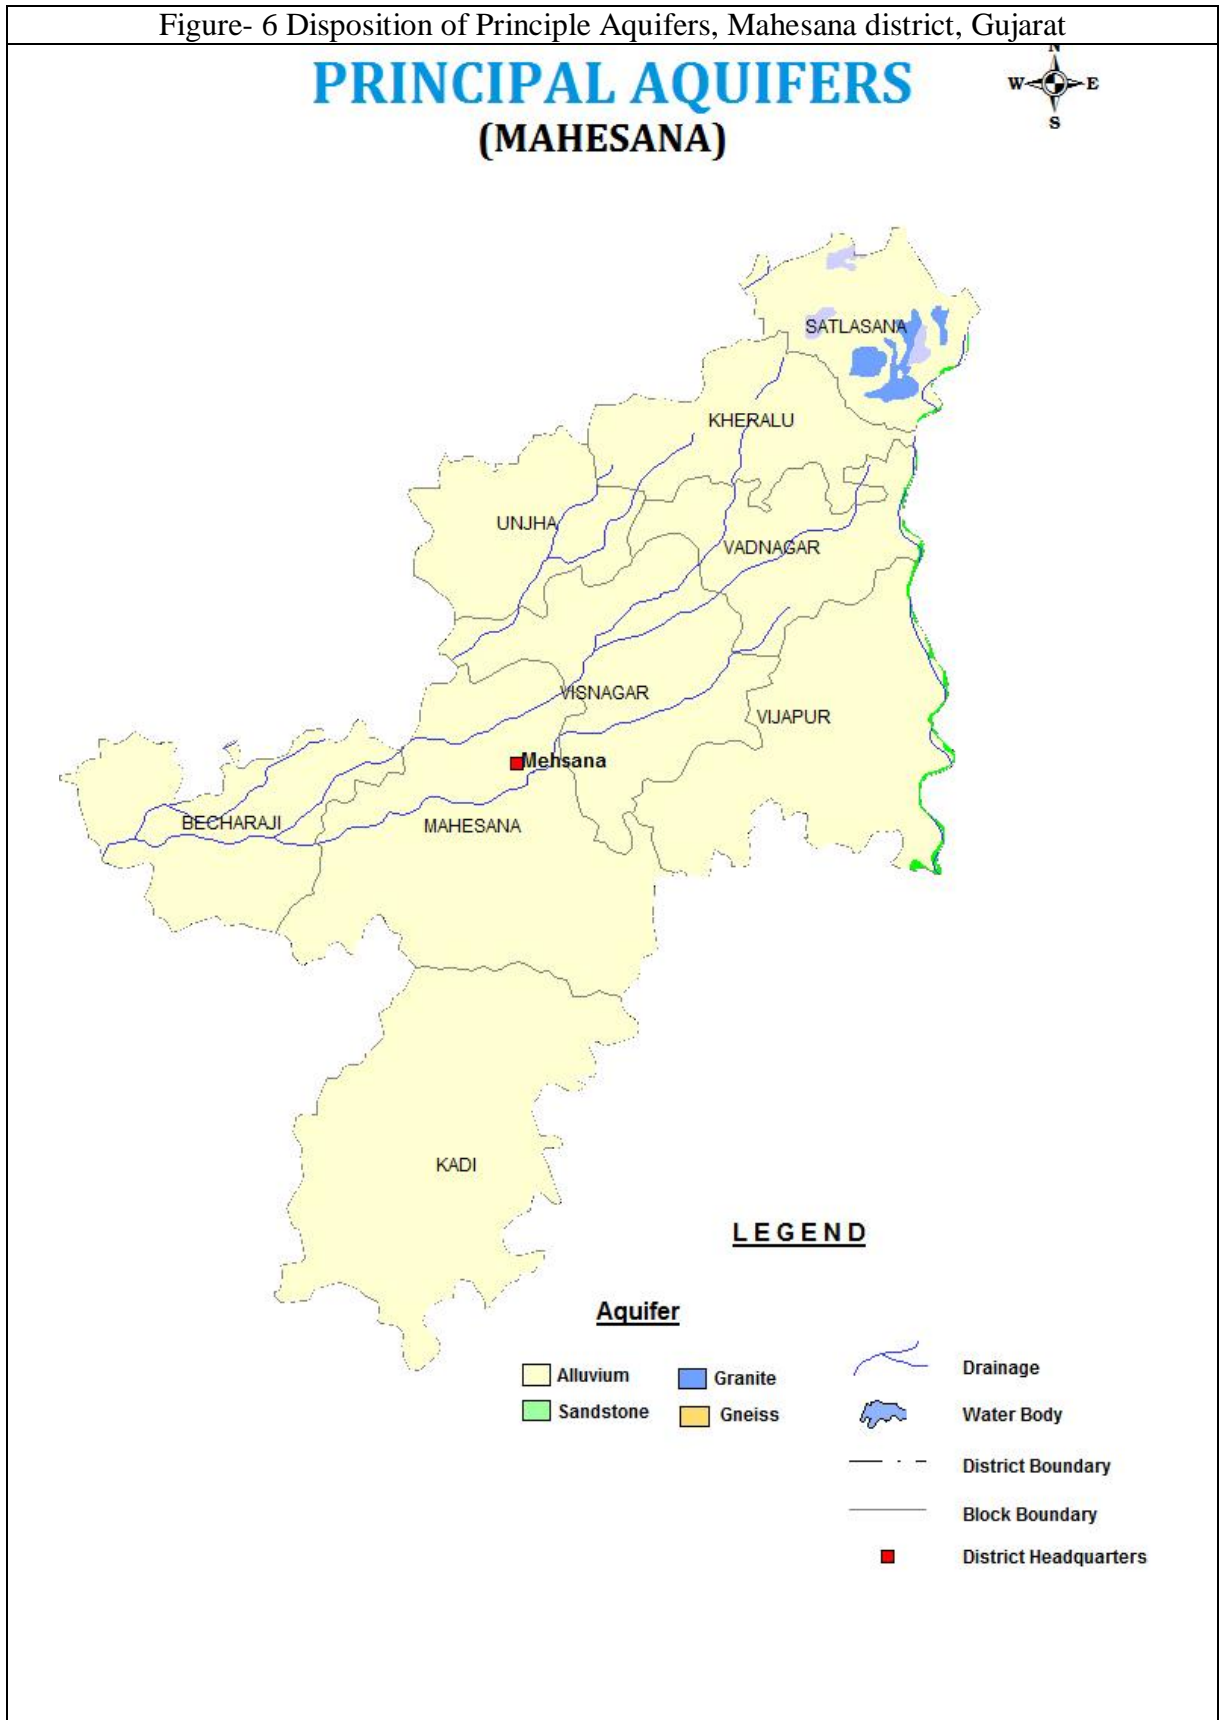 Figure- 6 Disposition of Principle Aquifers, Mahesana district, Gujarat
PRINCIPAL AQUIFERS
(MAHESANA)
N
W E
S
SATLASANA
KHERALU
UNJHA
VADNAGAR
VISNAGAR
VIJAPUR
Mehsana
BECHARAJI
MAHESANA
KADI
LEGEND
Aquifer
Alluvium
Granite
Sandstone
Gneiss
Drainage
Water Body
District Boundary
Block Boundary
District Headquarters